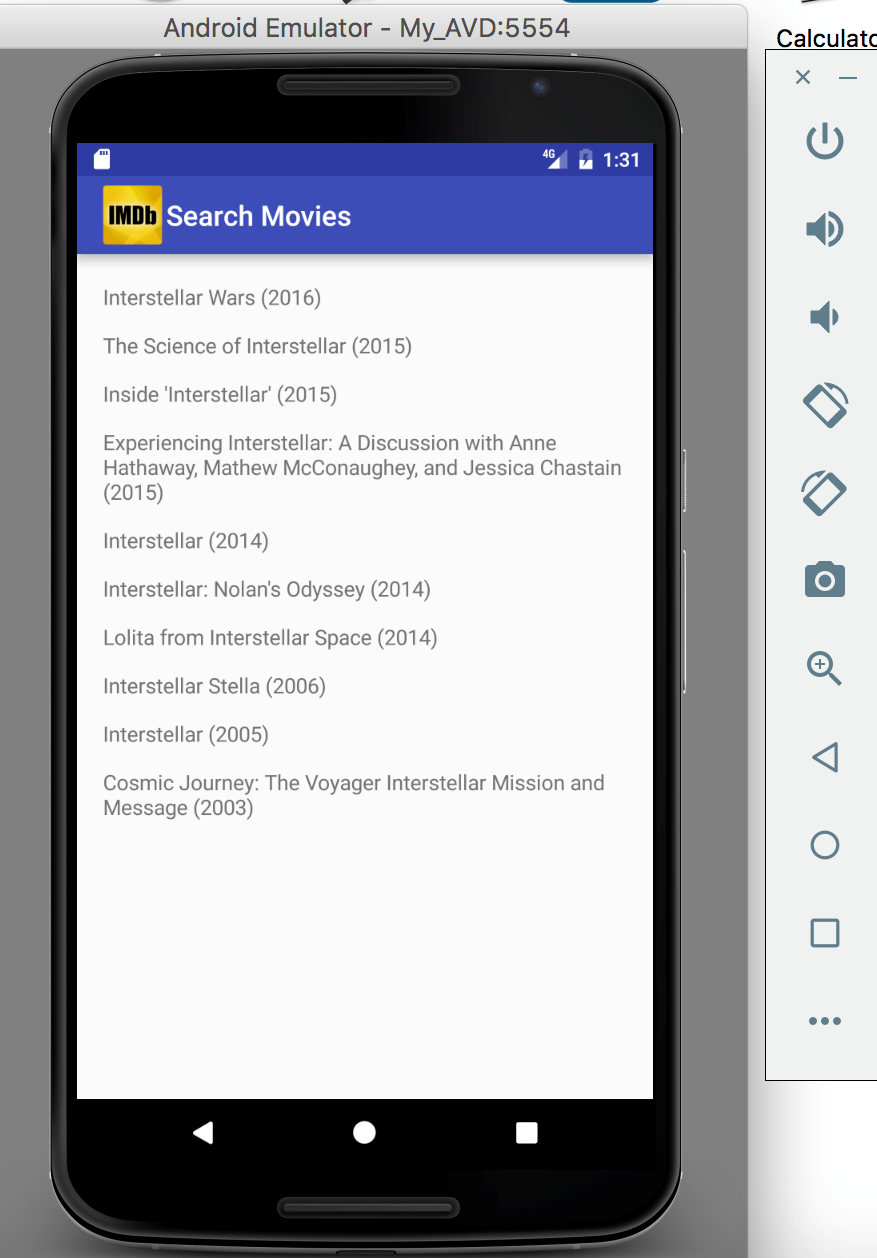 Android Emulator - My_AVD:5554
Calculato
4G
1:31
IMDb
Search Movies
Interstellar Wars (2016)
The Science of Interstellar (2015)
Inside 'Interstellar' (2015)
Experiencing Interstellar: A Discussion with Anne
Hathaway, Mathew McConaughey, and Jessica Chastain
(2015)
Interstellar (2014)
Interstellar: Nolan's Odyssey (2014)
Lolita from Interstellar Space (2014)
Interstellar Stella (2006)
Interstellar (2005)
Cosmic Journey: The Voyager Interstellar Mission and
Message (2003)